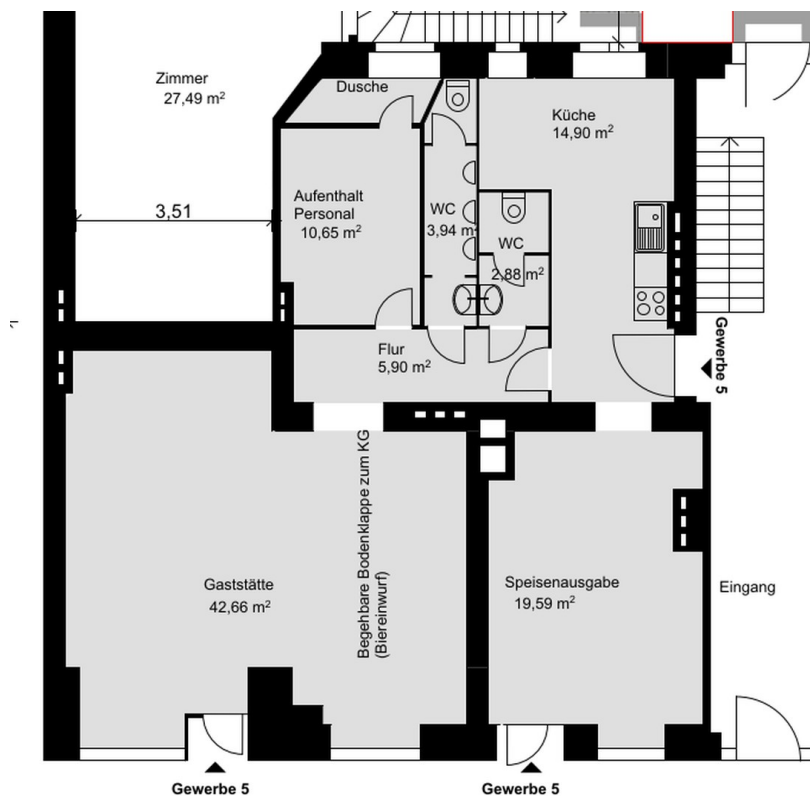 Zimmer
27,49 m²
Dusche
Küche
14,90 m²
3,51
Aufenthalt
Personal
10,65 m²
WC
3,94 m²
WC
2,88 m²
Flur
5,90 m²
Gewerbe 5
Begehbare Bodenklappe zum KG
(Biereinwurf)
Gaststätte
42,66 m²
Speisenausgabe
19,59 m²
Eingang
Gewerbe 5
Gewerbe 5